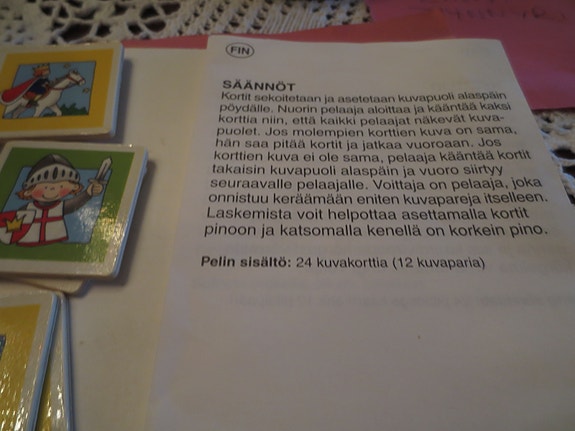 FIN
SÄÄNNÖT
Kortit sekoitetaan ja asetetaan kuvapuoli alaspäin
pöydälle. Nuorin pelaaja aloittaa ja kääntää kaksi
korttia niin, että kaikki pelaajat näkevät kuva-
puolet. Jos molempien korttien kuva on sama,
hän saa pitää kortit ja jatkaa vuoroaan. Jos
korttien kuva ei ole sama, pelaaja kääntää kortit
takaisin kuvapuoli alaspäin ja vuoro siirtyy
seuraavalle pelaajalle. Voittaja on pelaaja, joka
onnistuu keräämään eniten kuvapareja itselleen.
Laskemista voit helpottaa asettamalla kortit
pinoon ja katsomalla kenellä on korkein pino.
Pelin sisältö: 24 kuvakorttia (12 kuvaparia)